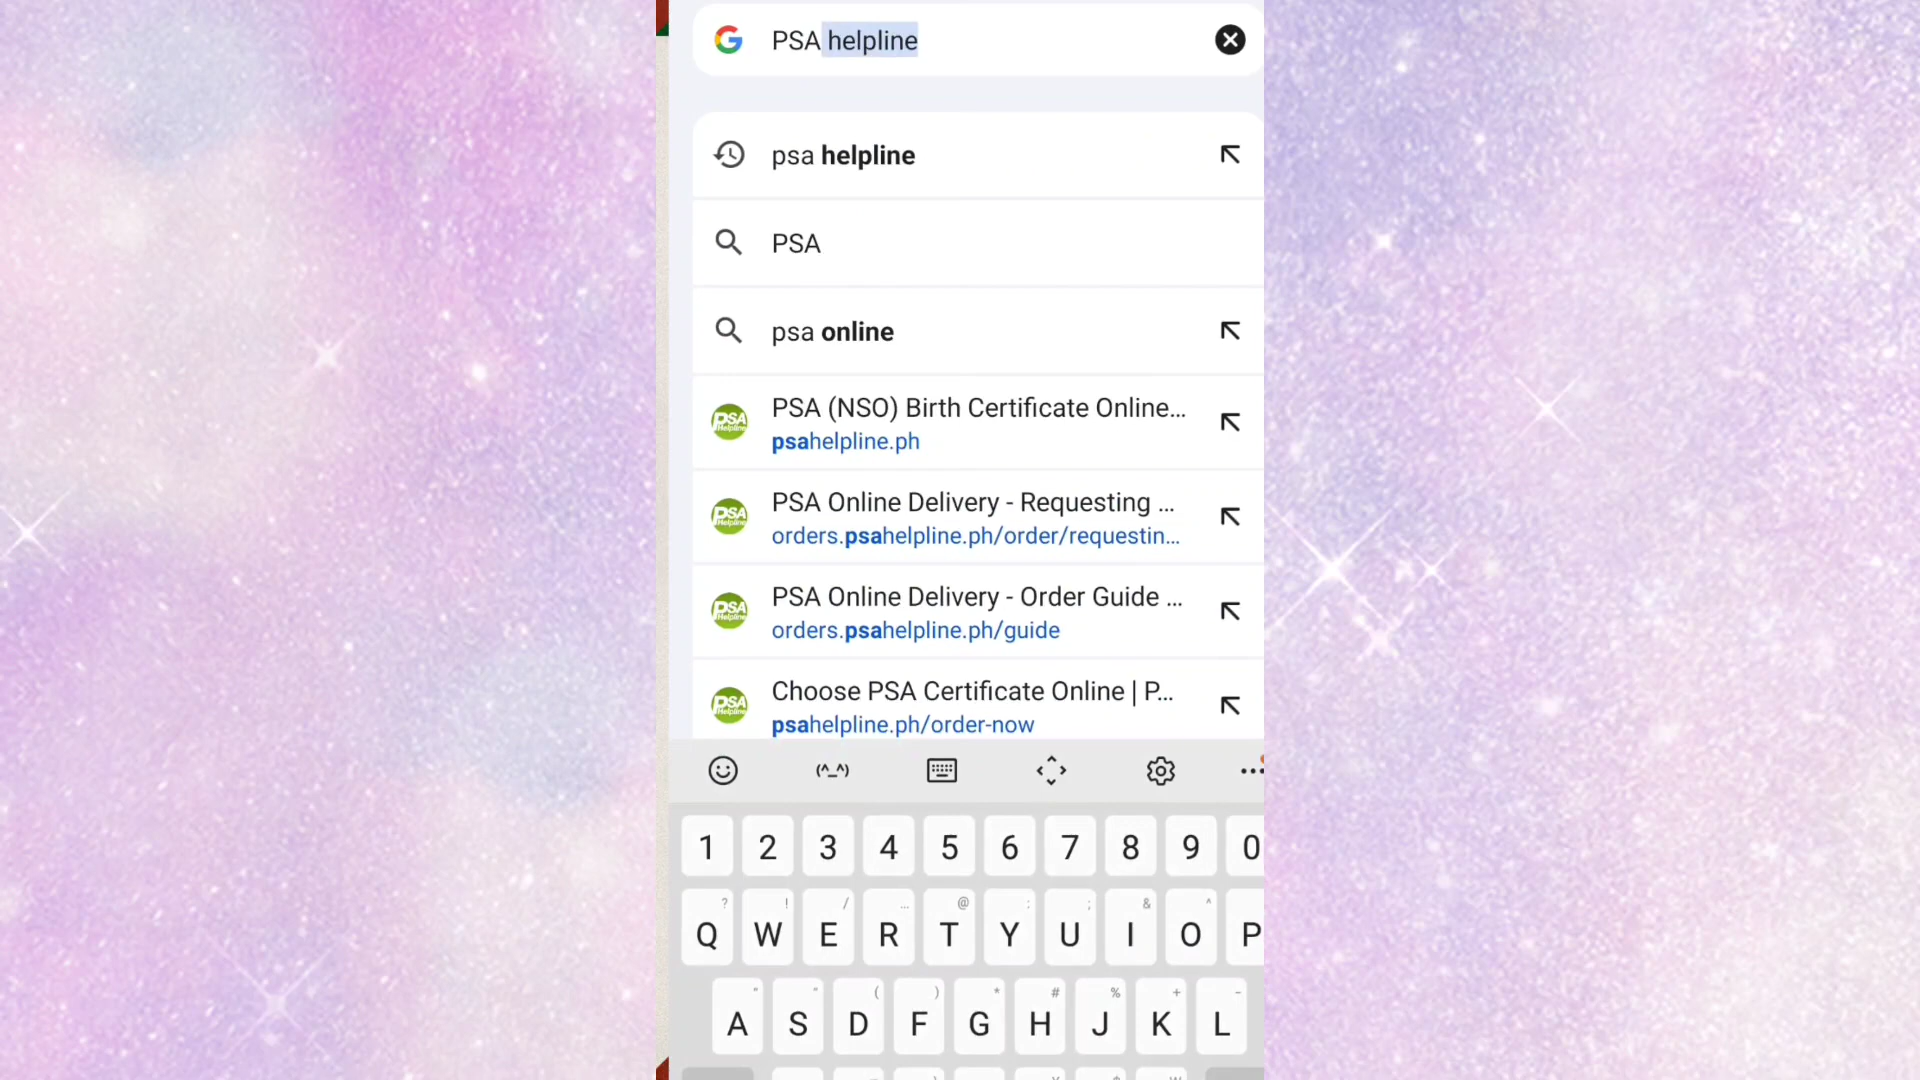 PSA helpline
psa helpline
PSA
psa online
PSA (NSO) Birth Certificate Online...
psahelpline.ph
PSA Online Delivery - Requesting ...
orders.psahelpline.ph/order/requestin...
PSA Online Delivery - Order Guide ...
orders.psahelpline.ph/guide
Choose PSA Certificate Online | P...
psahelpline.ph/order-now
(^_^)
1 2 3 4 5 6 7 8 9 0
? ! / ... @ : ; & ^
Q W E R T Y U I O P
" " ( ) * # % + -
A S D F G H J K L